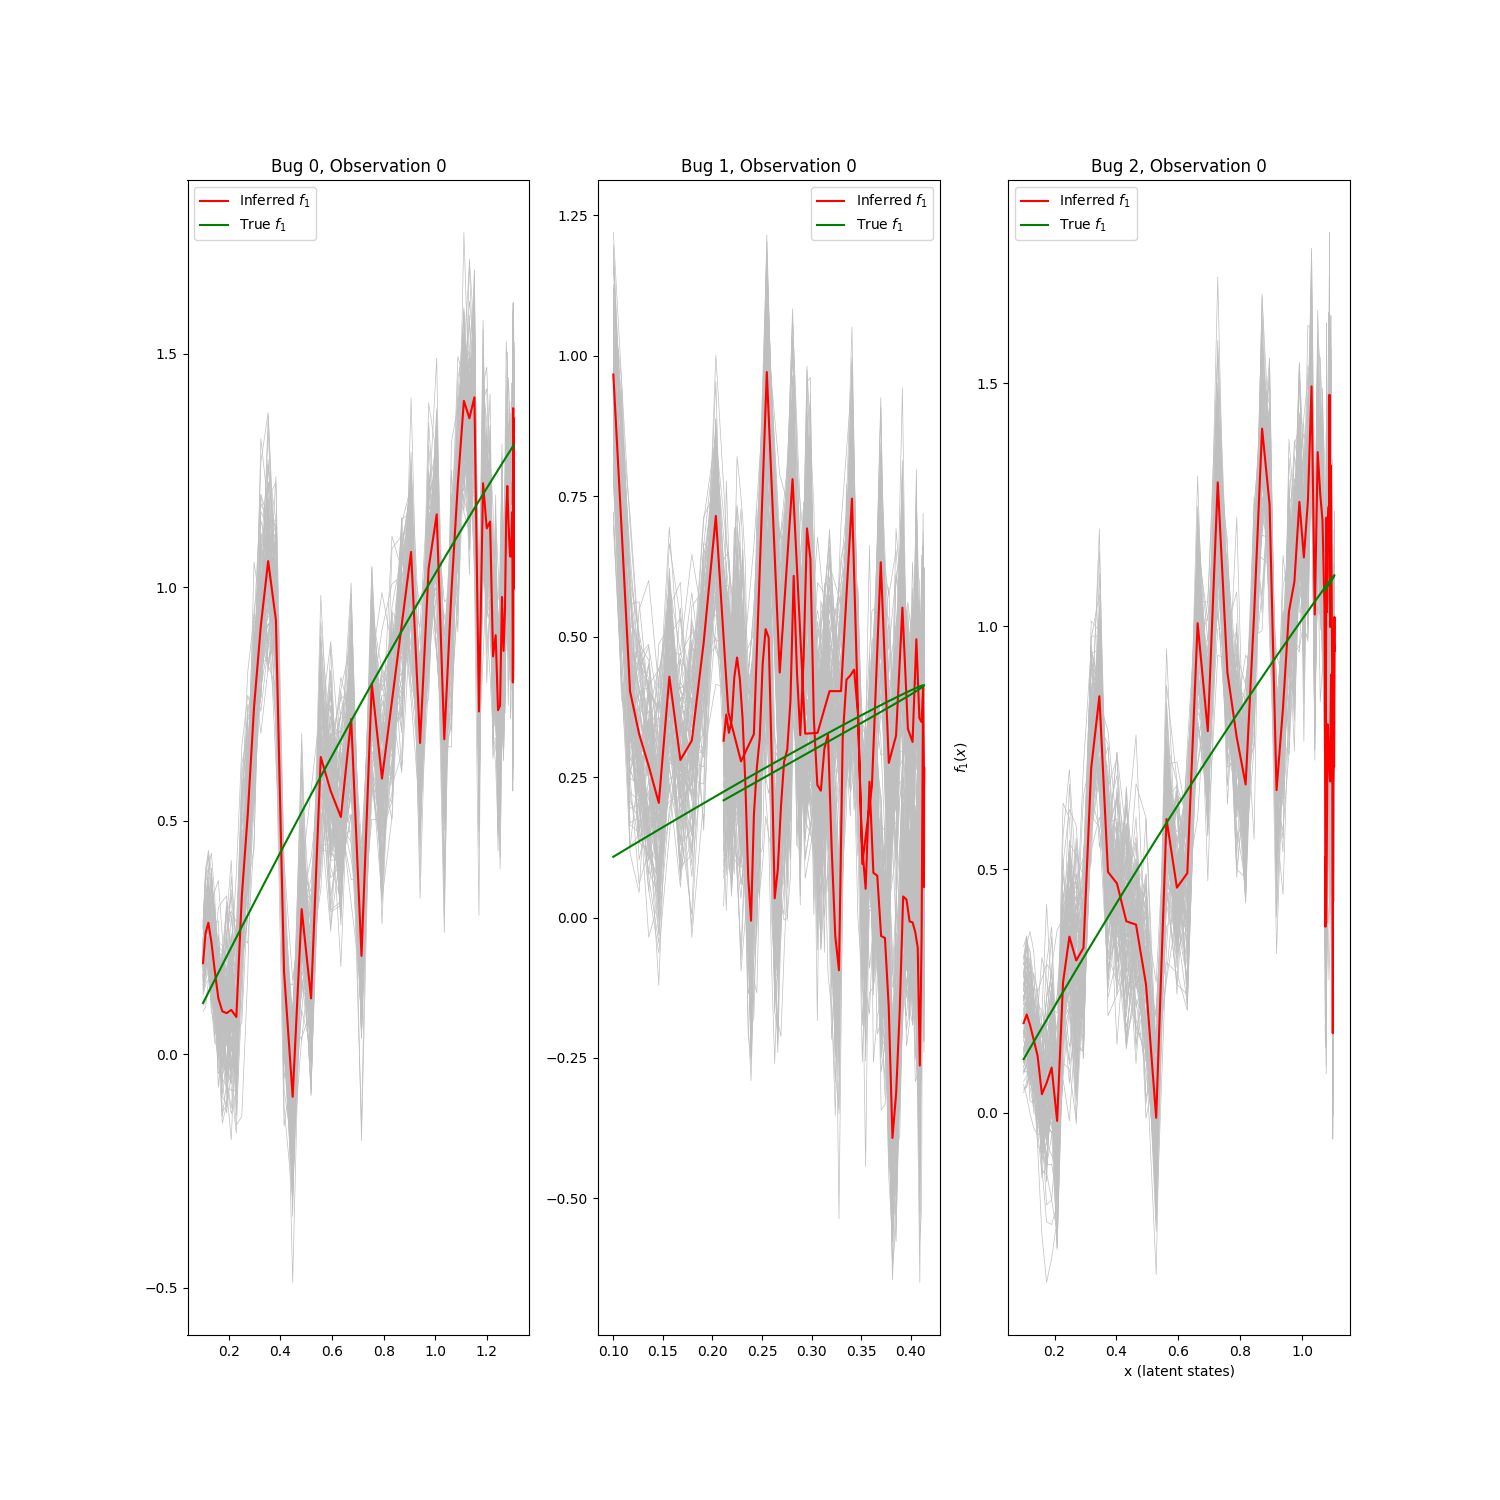 Bug 0, Observation 0
Inferred f₁
True f₁
1.5
1.0
0.5
0.0
−0.5
0.2 0.4 0.6 0.8 1.0 1.2
Bug 1, Observation 0
Inferred f₁
True f₁
1.25
1.00
0.75
0.50
0.25
0.00
−0.25
−0.50
0.10 0.15 0.20 0.25 0.30 0.35 0.40
Bug 2, Observation 0
Inferred f₁
True f₁
f₁(x)
1.5
1.0
0.5
0.0
0.2 0.4 0.6 0.8 1.0
x (latent states)